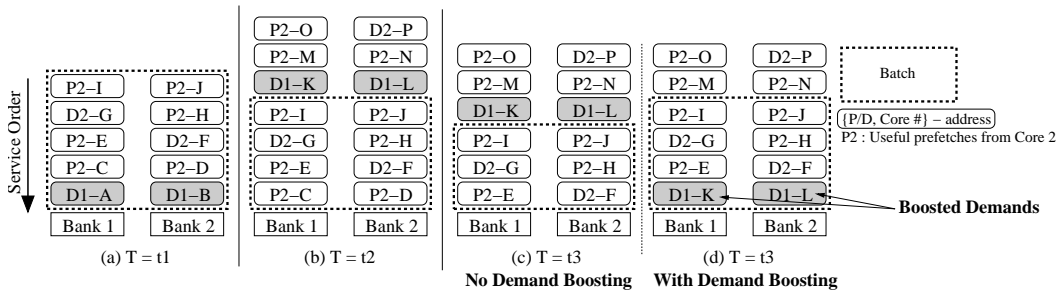 Service Order
P2−I P2−J
D2−G P2−H
P2−E D2−F
P2−C P2−D
D1−A D1−B
Bank 1 Bank 2
(a) T = t1
P2−O D2−P
P2−M P2−N
D1−K D1−L
P2−I P2−J
D2−G P2−H
P2−E D2−F
P2−C P2−D
Bank 1 Bank 2
(b) T = t2
P2−O D2−P
P2−M P2−N
D1−K D1−L
P2−I P2−J
D2−G P2−H
P2−E D2−F
Bank 1 Bank 2
(c) T = t3
No Demand Boosting
P2−O D2−P
P2−M P2−N
P2−I P2−J
D2−G P2−H
P2−E D2−F
D1−K D1−L
Bank 1 Bank 2
(d) T = t3
With Demand Boosting
Batch
{P/D, Core #} − address
P2 : Useful prefetches from Core 2
Boosted Demands